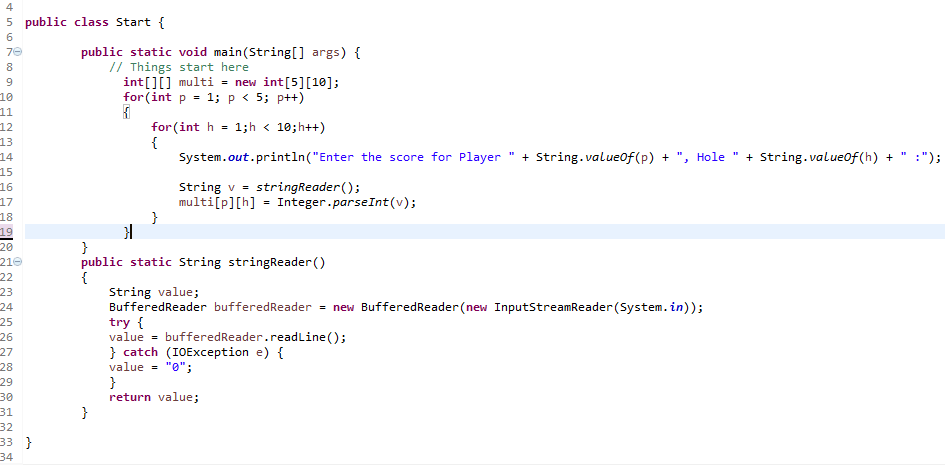 4
5 public class Start {
6
7 public static void main(String[] args) {
8 // Things start here
9 int[][] multi = new int[5][10];
10 for(int p = 1; p < 5; p++)
11 {
12 for(int h = 1;h < 10;h++)
13 {
14 System.out.println("Enter the score for Player " + String.valueOf(p) + ", Hole " + String.valueOf(h) + " :");
15
16 String v = stringReader();
17 multi[p][h] = Integer.parseInt(v);
18 }
19 }
20 }
21 public static String stringReader()
22 {
23 String value;
24 BufferedReader bufferedReader = new BufferedReader(new InputStreamReader(System.in));
25 try {
26 value = bufferedReader.readLine();
27 } catch (IOException e) {
28 value = "0";
29 }
30 return value;
31 }
32
33 }
34